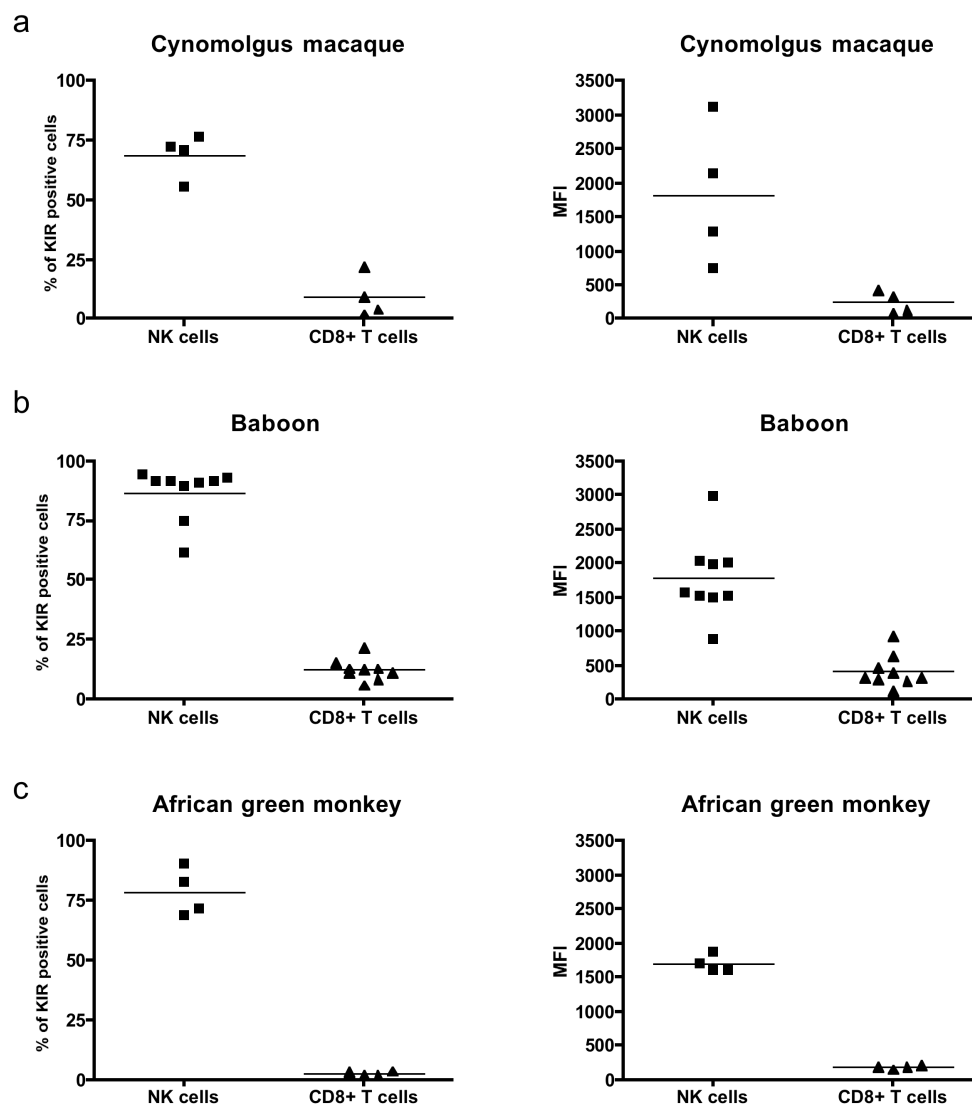 a
Cynomolgus macaque
% of KIR positive cells
100
75
50
25
0
NK cells
CD8+ T cells
Cynomolgus macaque
MFI
3500
3000
2500
2000
1500
1000
500
0
NK cells
CD8+ T cells
b
Baboon
% of KIR positive cells
100
75
50
25
0
NK cells
CD8+ T cells
Baboon
MFI
3500
3000
2500
2000
1500
1000
500
0
NK cells
CD8+ T cells
c
African green monkey
% of KIR positive cells
100
75
50
25
0
NK cells
CD8+ T cells
African green monkey
MFI
3500
3000
2500
2000
1500
1000
500
0
NK cells
CD8+ T cells